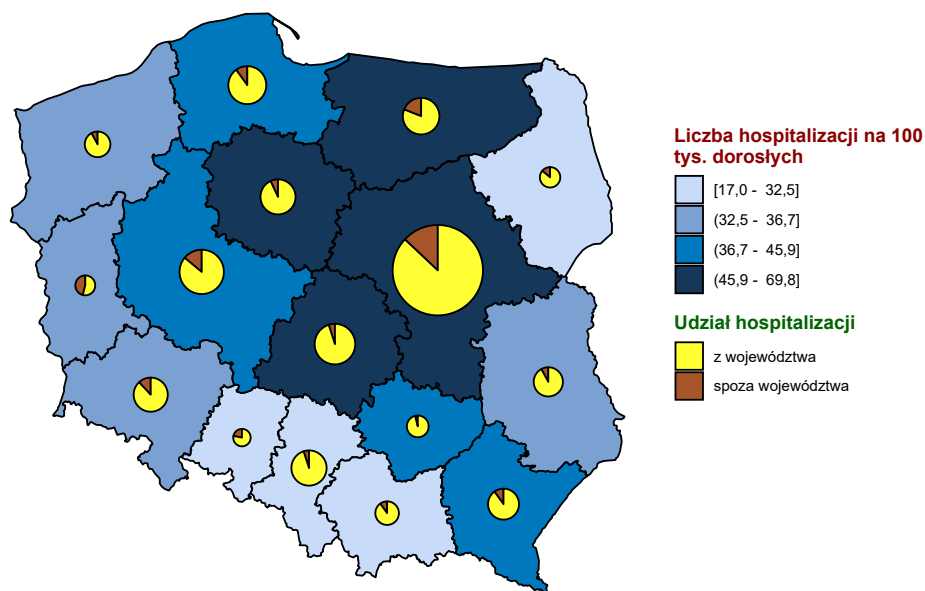 Liczba hospitalizacji na 100
tys. dorosłych
[17,0 - 32,5]
(32,5 - 36,7]
(36,7 - 45,9]
(45,9 - 69,8]
Udział hospitalizacji
z województwa
spoza województwa